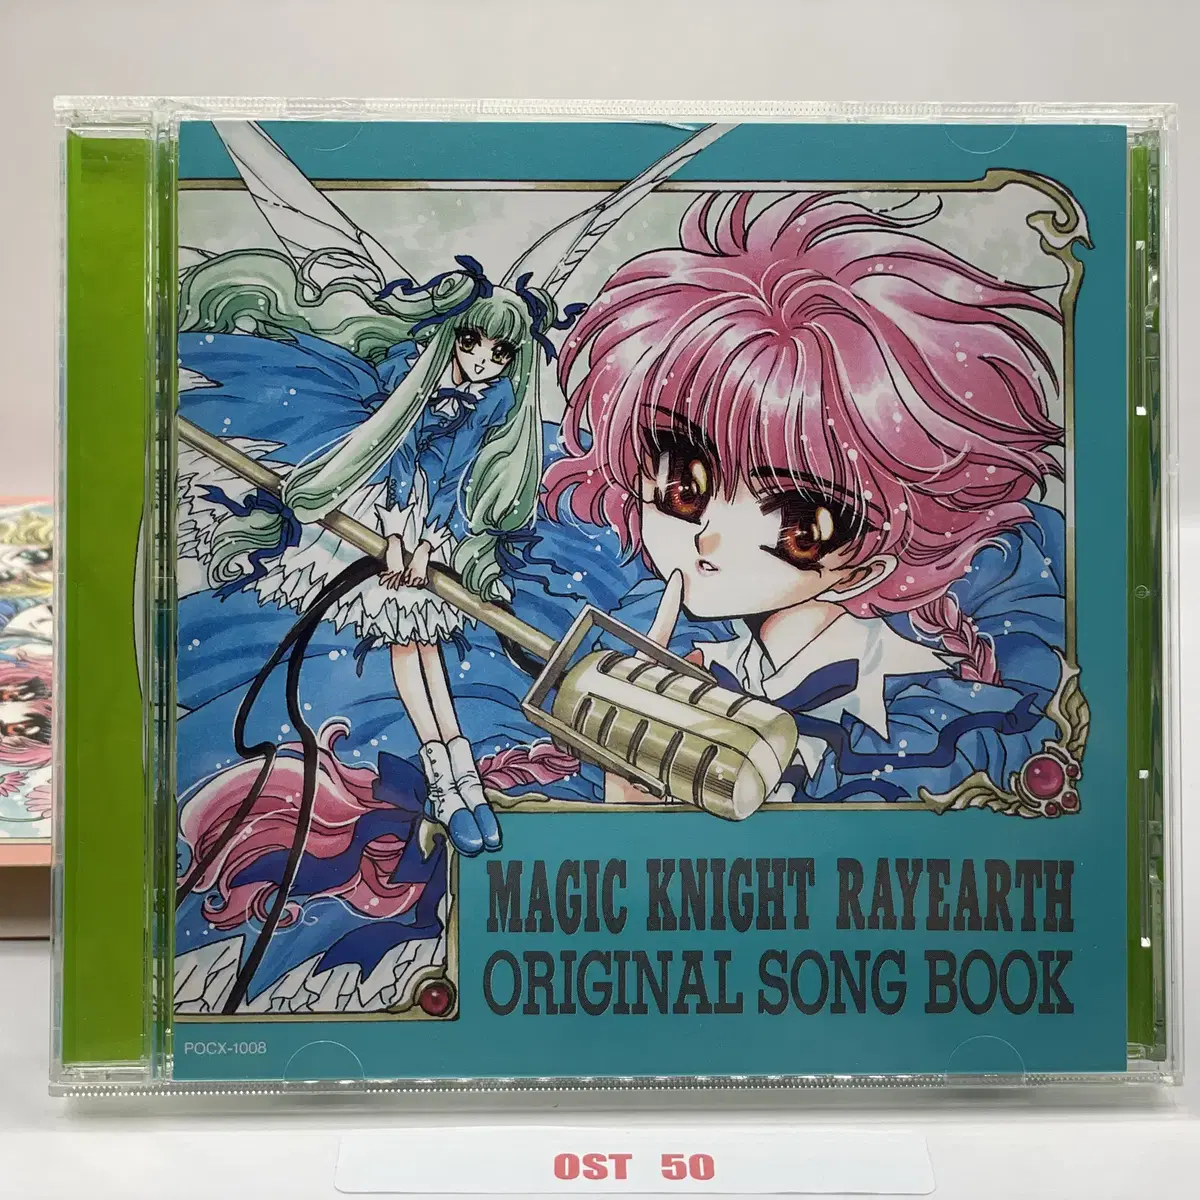 MAGIC KNIGHT RAYEARTH
ORIGINAL SONG BOOK
POCX-1008
OST 50